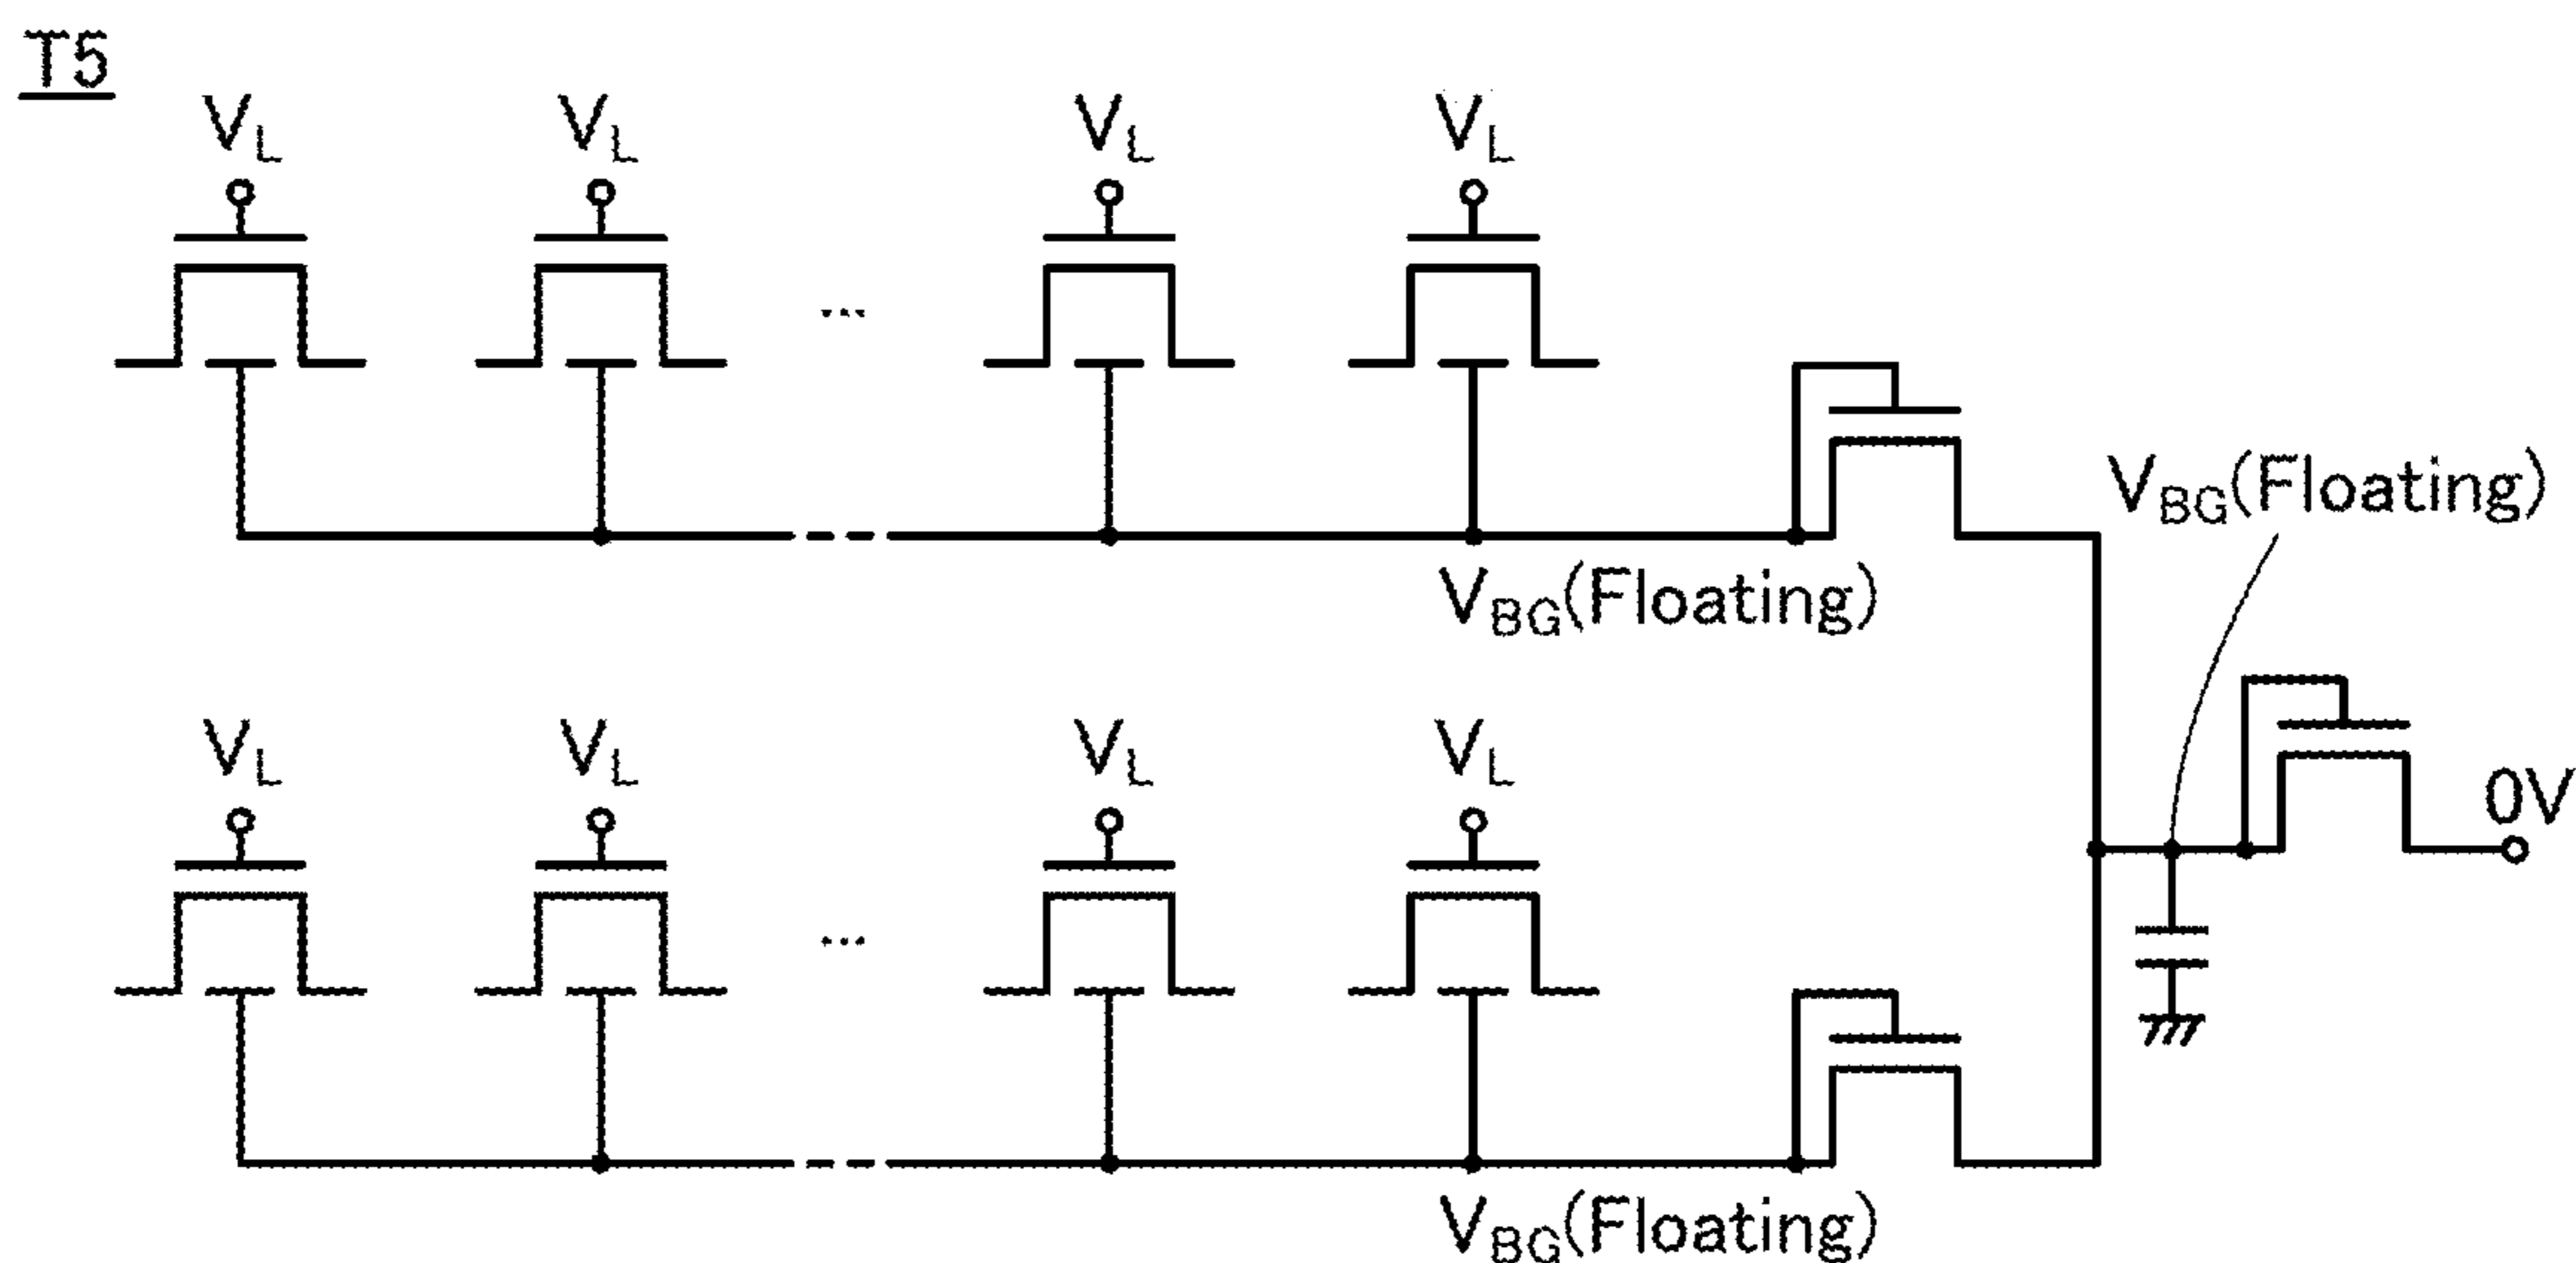 T5
VL VL ... VL VL
VBG(Floating)
VBG(Floating)
VL VL ... VL VL
0V
VBG(Floating)